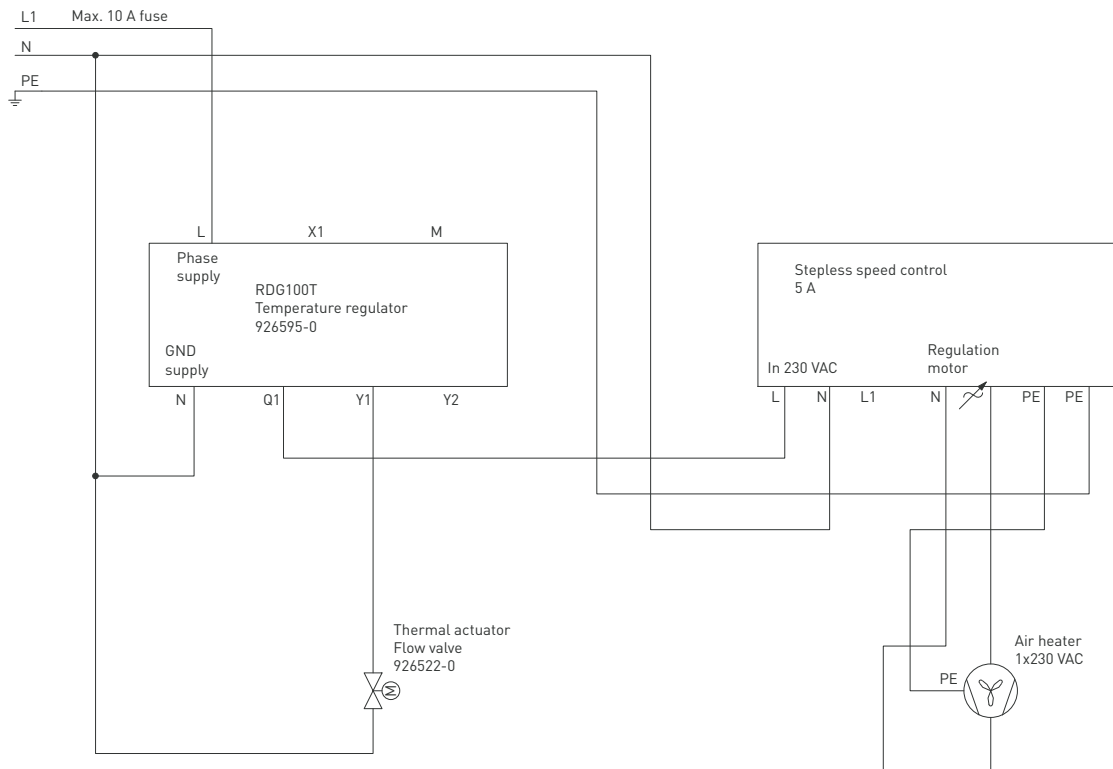 L1 Max. 10 A fuse
N
PE
L X1 M
Phase
supply
RDG100T
Temperature regulator
926595-0
GND
supply
N Q1 Y1 Y2
Stepless speed control
5 A
In 230 VAC
Regulation
motor
L N L1 N PE PE
Thermal actuator
Flow valve
926522-0
M
Air heater
1x230 VAC
PE